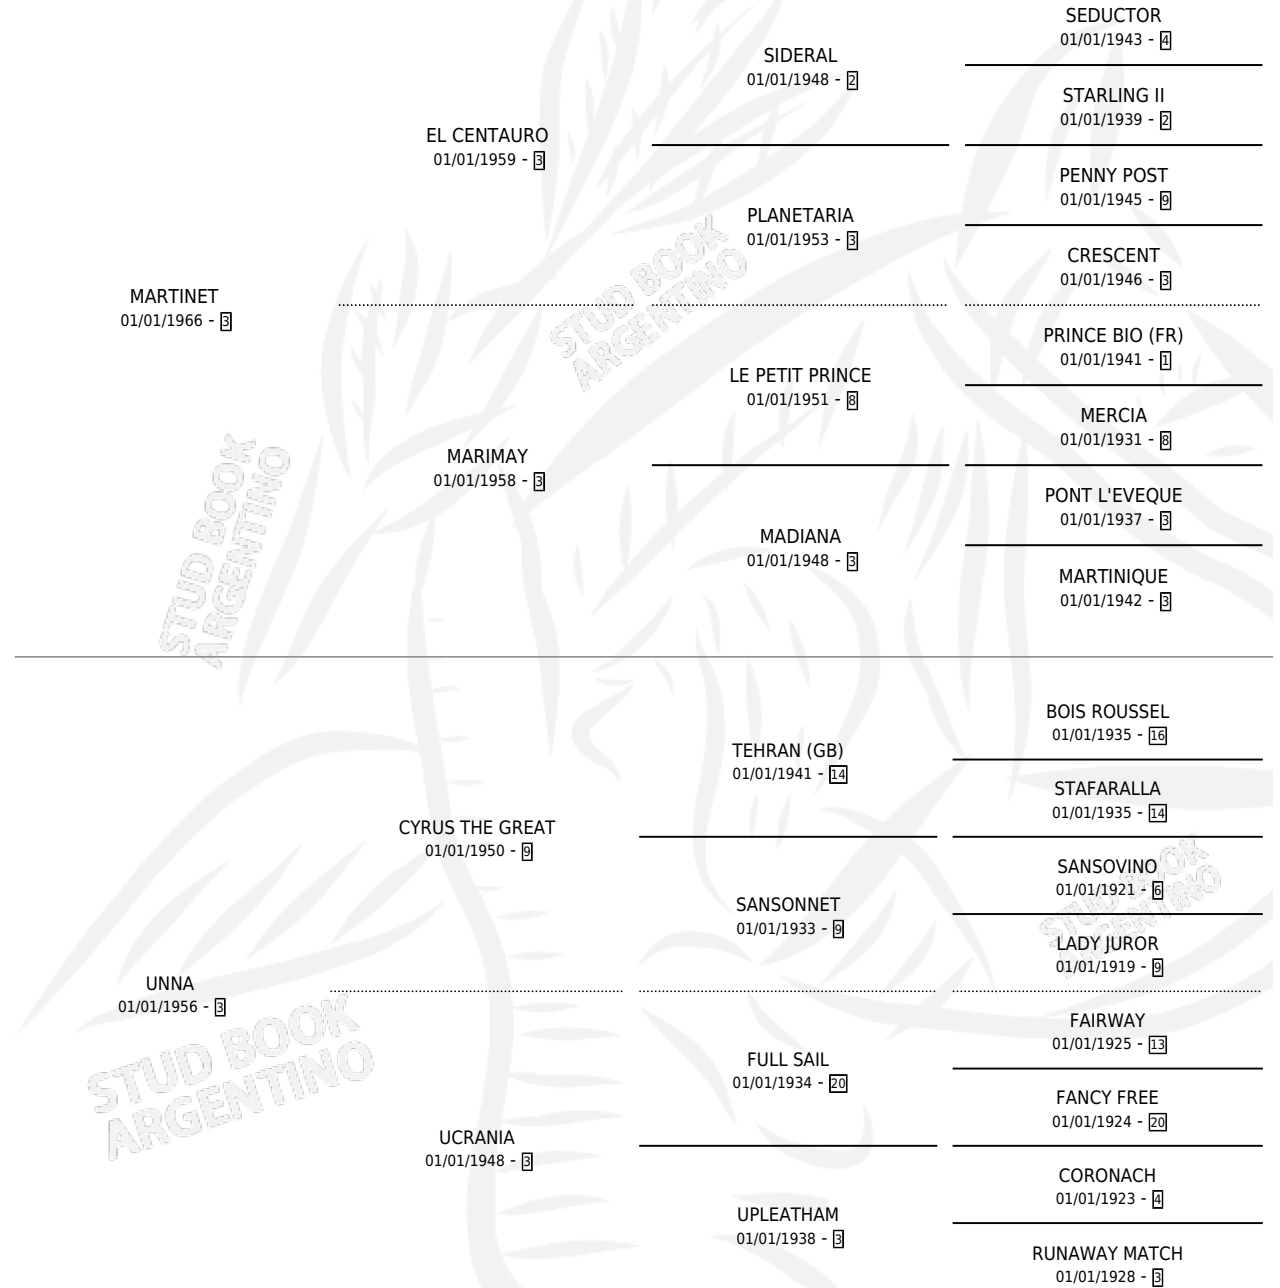 SEDUCTOR
01/01/1943 - 4
SIDERAL
01/01/1948 - 2
STARLING II
01/01/1939 - 2
EL CENTAURO
01/01/1959 - 3
PENNY POST
01/01/1945 - 9
PLANETARIA
01/01/1953 - 3
CRESCENT
01/01/1946 - 3
MARTINET
01/01/1966 - 3
STUD BOOK
ARGENTINO
PRINCE BIO (FR)
01/01/1941 - 1
LE PETIT PRINCE
01/01/1951 - 8
MERCIA
01/01/1931 - 8
MARIMAY
01/01/1958 - 3
PONT L'EVEQUE
01/01/1937 - 3
MADIANA
01/01/1948 - 3
MARTINIQUE
01/01/1942 - 3
STUD BOOK
ARGENTINO
BOIS ROUSSEL
01/01/1935 - 16
TEHRAN (GB)
01/01/1941 - 14
STAFARALLA
01/01/1935 - 14
CYRUS THE GREAT
01/01/1950 - 9
SANSOVINO
01/01/1921 - 6
SANSONNET
01/01/1933 - 9
LADY JUROR
01/01/1919 - 9
STUD BOOK
ARGENTINO
UNNA
01/01/1956 - 3
FAIRWAY
01/01/1925 - 13
FULL SAIL
01/01/1934 - 20
FANCY FREE
01/01/1924 - 20
STUD BOOK
ARGENTINO
UCRANIA
01/01/1948 - 3
CORONACH
01/01/1923 - 4
UPLEATHAM
01/01/1938 - 3
RUNAWAY MATCH
01/01/1928 - 3